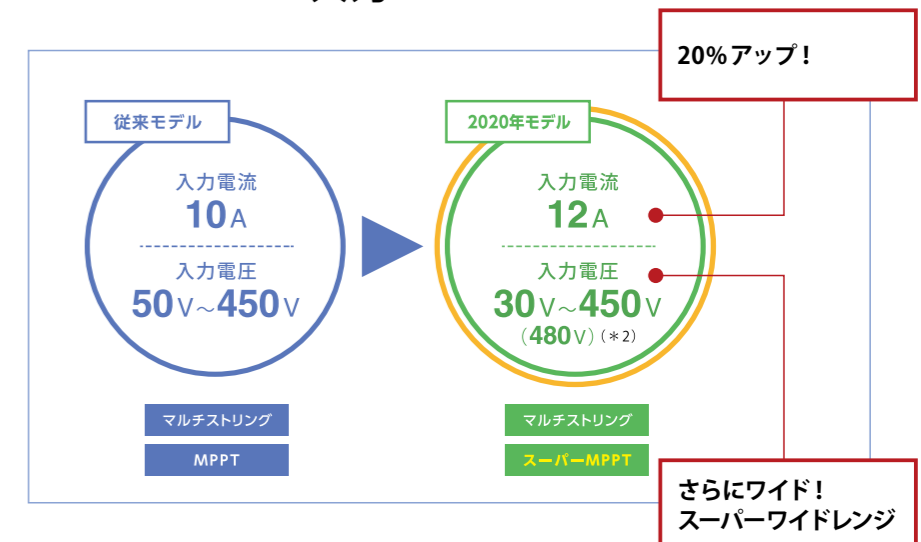 20%アップ!
従来モデル
入力電流
10A
入力電圧
50V～450V
マルチストリング
MPPT
2020年モデル
入力電流
12A
入力電圧
30V～450V
(480V)(＊2)
マルチストリング
スーパーMPPT
さらにワイド!
スーパーワイドレンジ